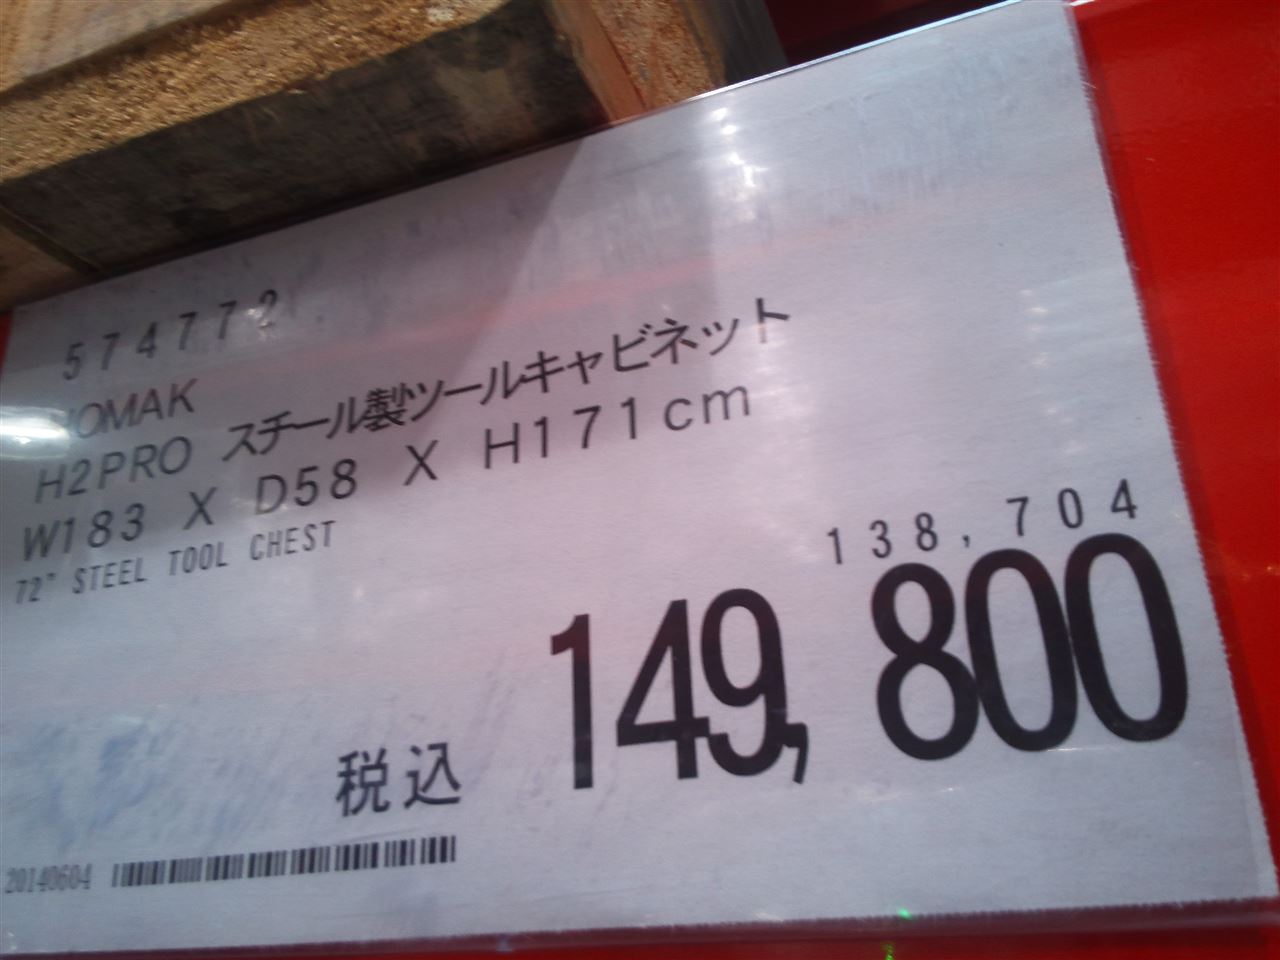 574772
HOMAK
H2PRO スチール製ツールキャビネット
W183 X D58 X H171cm
72" STEEL TOOL CHEST
138,704
税込 149,800
20140604